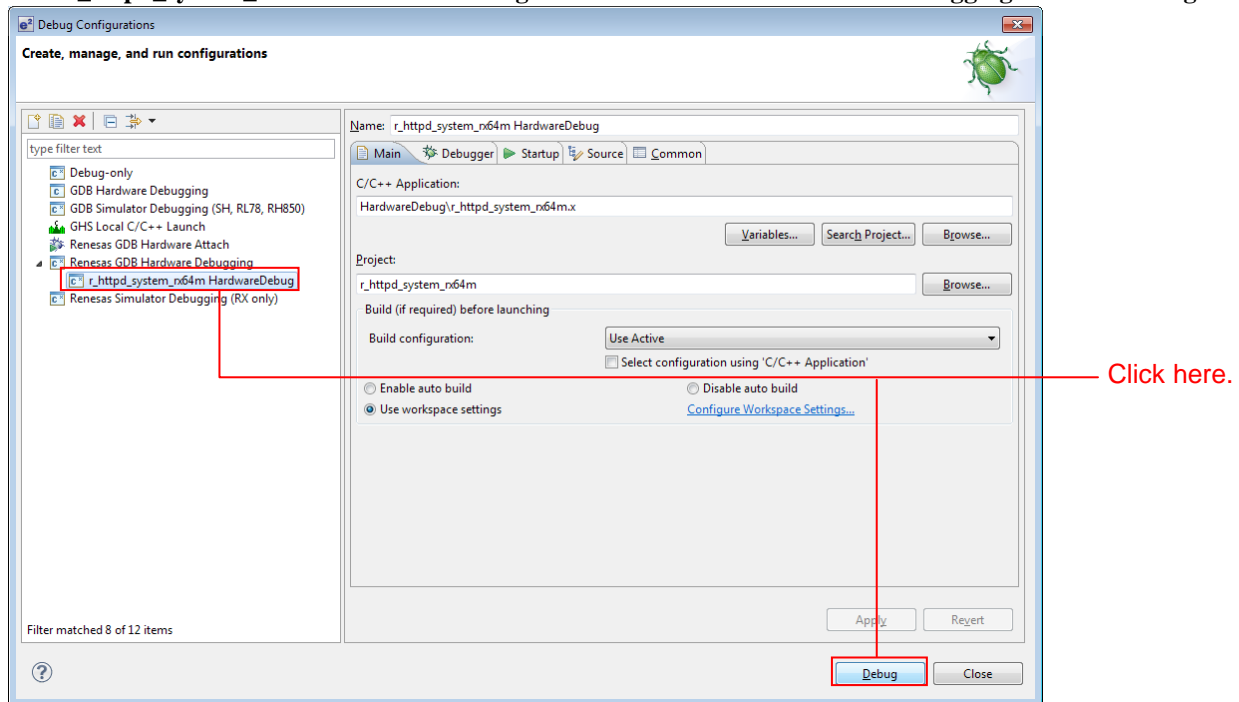 Debug Configurations
Create, manage, and run configurations
type filter text
Debug-only
GDB Hardware Debugging
GDB Simulator Debugging (SH, RL78, RH850)
GHS Local C/C++ Launch
Renesas GDB Hardware Attach
Renesas GDB Hardware Debugging
r_httpd_system_rx64m HardwareDebug
Renesas Simulator Debugging (RX only)
Filter matched 8 of 12 items
Name: r_httpd_system_rx64m HardwareDebug
Main Debugger Startup Source Common
C/C++ Application:
HardwareDebug\r_httpd_system_rx64m.x
Variables... Search Project... Browse...
Project:
r_httpd_system_rx64m Browse...
Build (if required) before launching
Build configuration: Use Active
Select configuration using 'C/C++ Application'
Enable auto build Disable auto build
Use workspace settings Configure Workspace Settings...
Apply Revert
Debug Close
Click here.